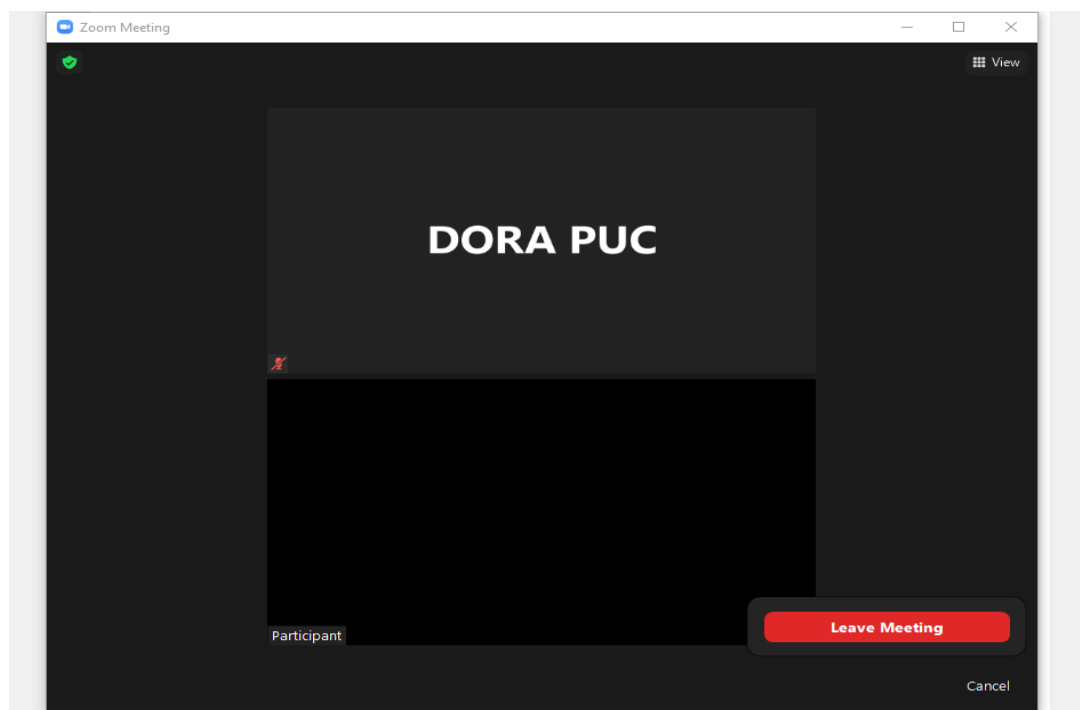 Zoom Meeting
View
DORA PUC
Participant
Leave Meeting
Cancel